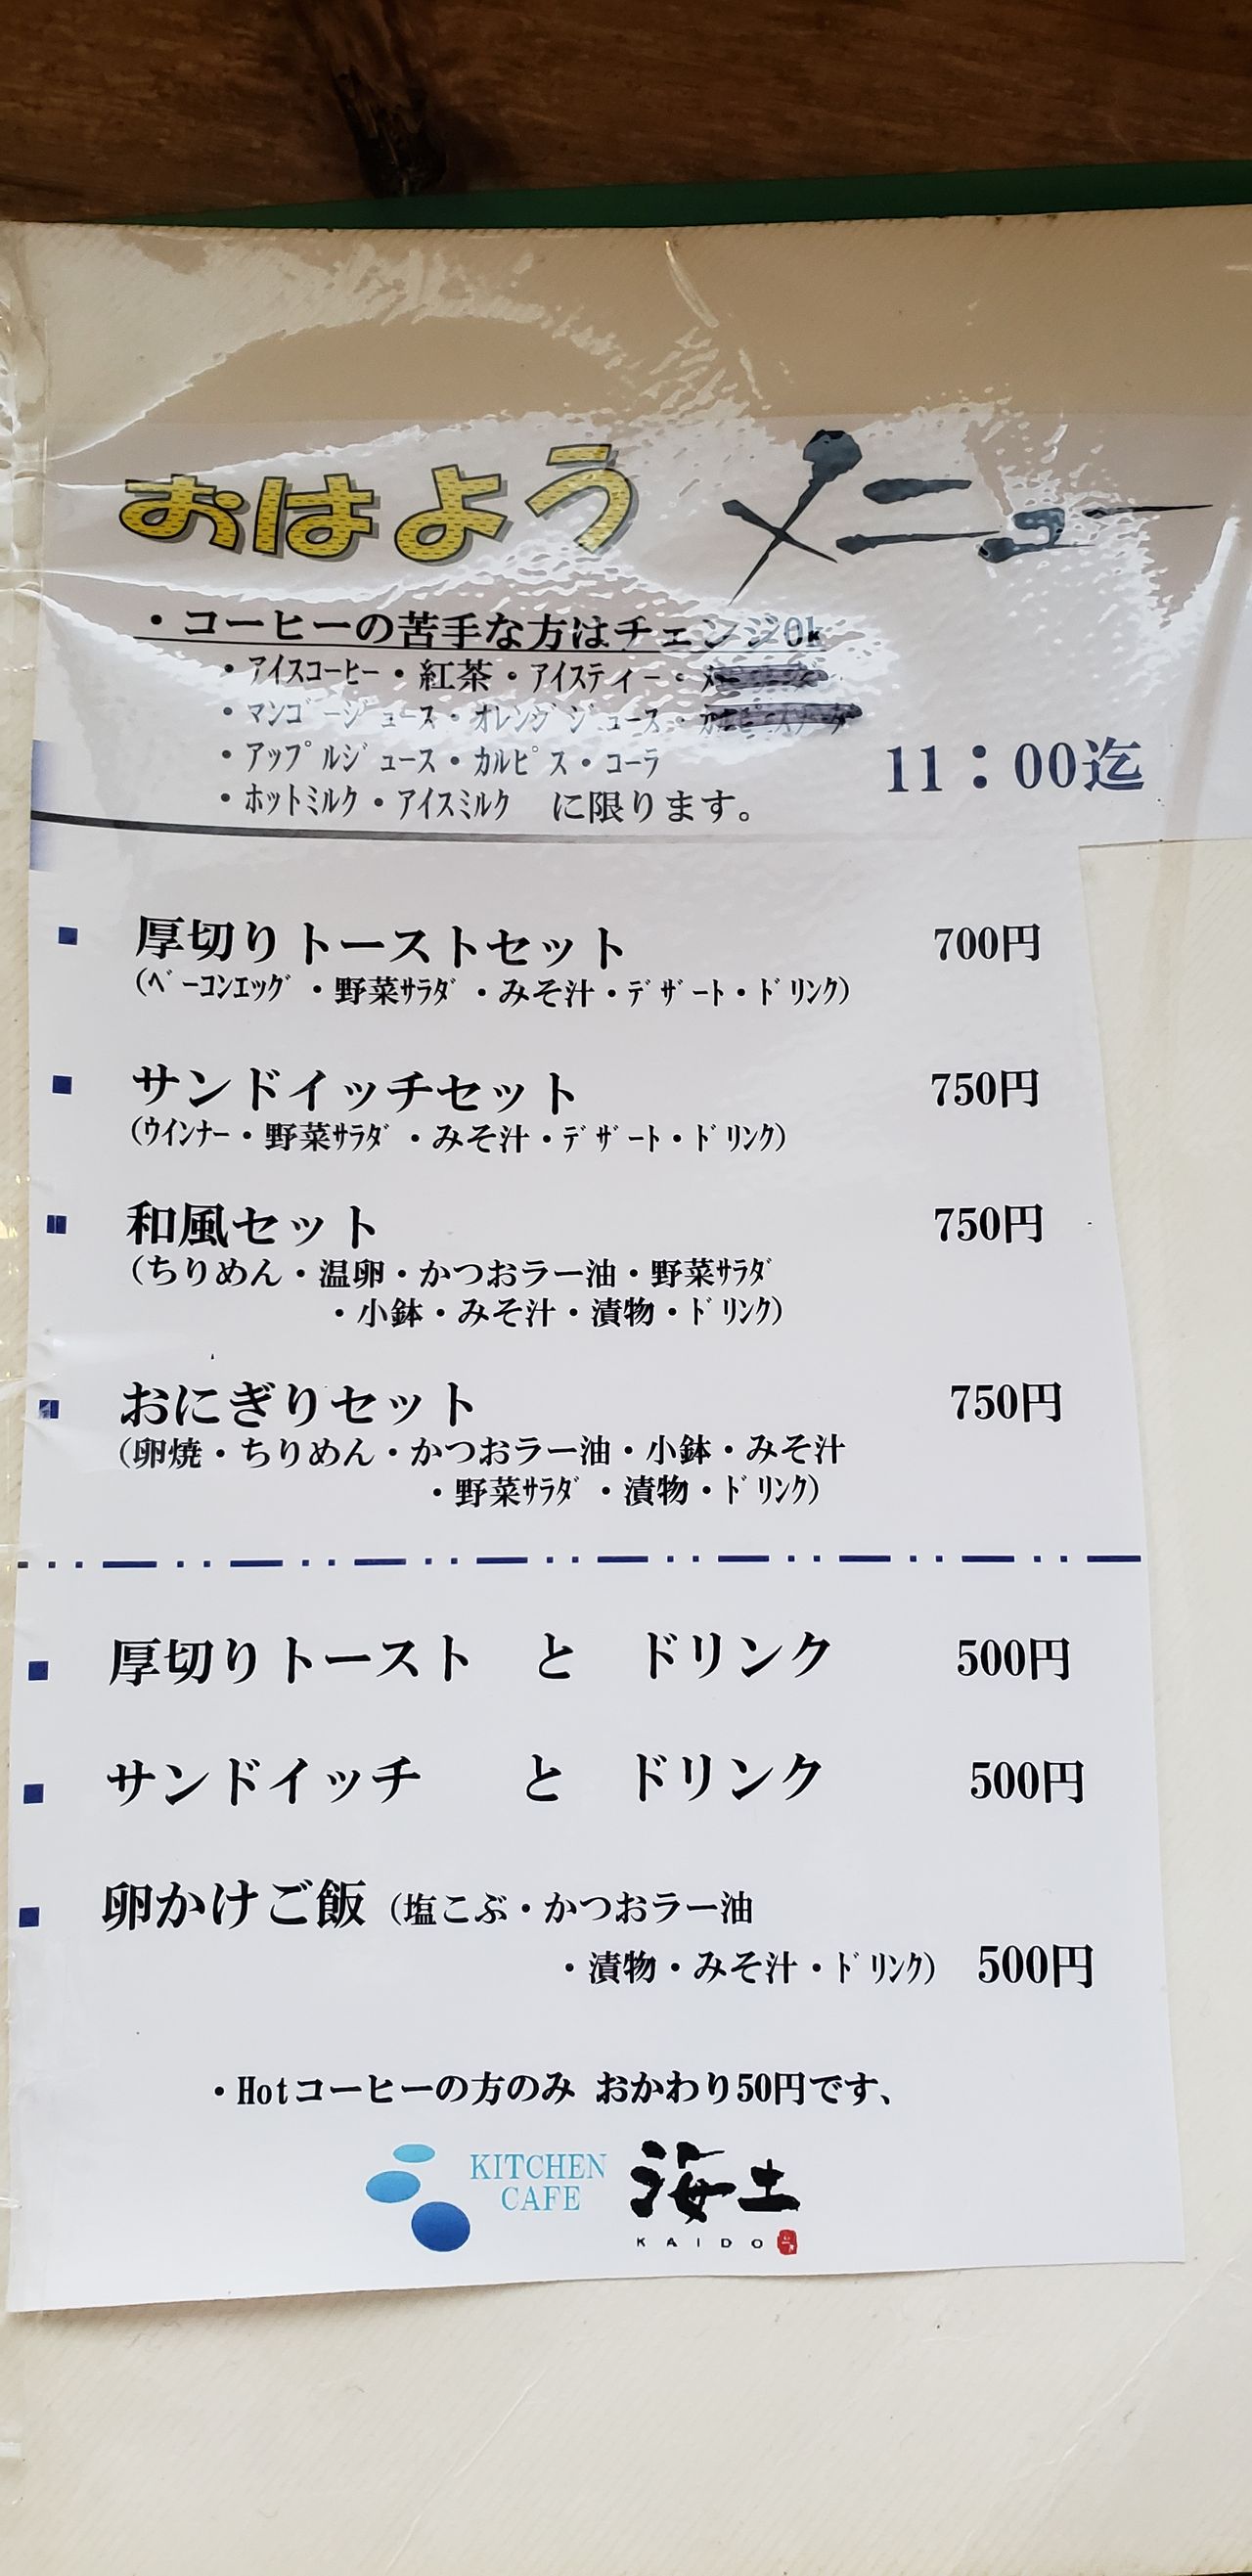 おはよう メニュー
・コーヒーの苦手な方はチェンジOk
・アイスコーヒー・紅茶・アイスティー・
・マンゴージュース・オレンジジュース・
・アップルジュース・カルピス・コーラ
・ホットミルク・アイスミルク に限ります。
11：00迄
■ 厚切りトーストセット 700円
（ベーコンエッグ・野菜サラダ・みそ汁・デザート・ドリンク）
■ サンドイッチセット 750円
（ウインナー・野菜サラダ・みそ汁・デザート・ドリンク）
■ 和風セット 750円
（ちりめん・温卵・かつおラー油・野菜サラダ
・小鉢・みそ汁・漬物・ドリンク）
■ おにぎりセット 750円
（卵焼・ちりめん・かつおラー油・小鉢・みそ汁
・野菜サラダ・漬物・ドリンク）
■ 厚切りトースト と ドリンク 500円
■ サンドイッチ と ドリンク 500円
■ 卵かけご飯（塩こぶ・かつおラー油
・漬物・みそ汁・ドリンク） 500円
・Hotコーヒーの方のみ おかわり50円です、
KITCHEN
CAFE
海土
KAIDO